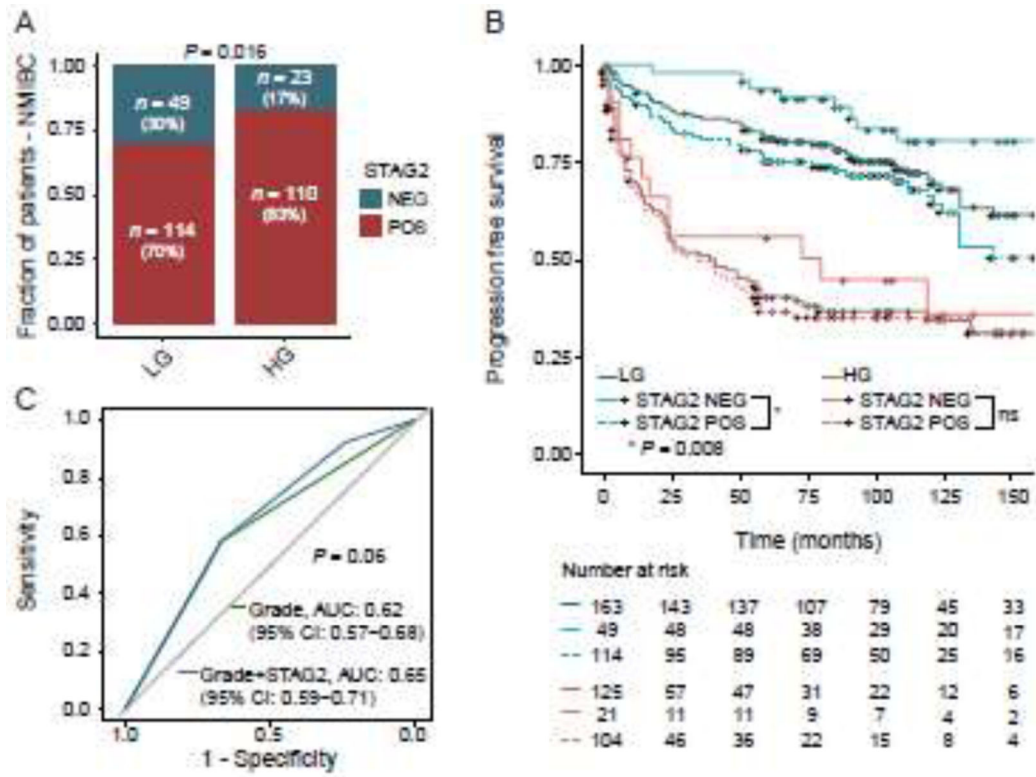 A
P = 0.016
Fraction of patients - NMIBC
1.00
0.75
0.50
0.25
0.00
n = 49
(30%)
n = 114
(70%)
n = 23
(17%)
n = 110
(83%)
LG
HG
STAG2
NEG
POS
B
Progression free survival
1.00
0.75
0.50
0.25
0.00
LG
STAG2 NEG
STAG2 POS
*
* P = 0.008
HG
STAG2 NEG
STAG2 POS
ns
0 25 50 75 100 125 150
Time (months)
Number at risk
163 143 137 107 79 45 33
49 48 48 38 29 20 17
114 95 89 69 50 25 16
125 57 47 31 22 12 6
21 11 11 9 7 4 2
104 46 36 22 15 8 4
C
Sensitivity
1.0
0.8
0.6
0.4
0.2
0.0
P = 0.06
Grade, AUC: 0.62
(95% CI: 0.57–0.68)
Grade+STAG2, AUC: 0.65
(95% CI: 0.59–0.71)
1.0 0.5 0.0
1 - Specificity